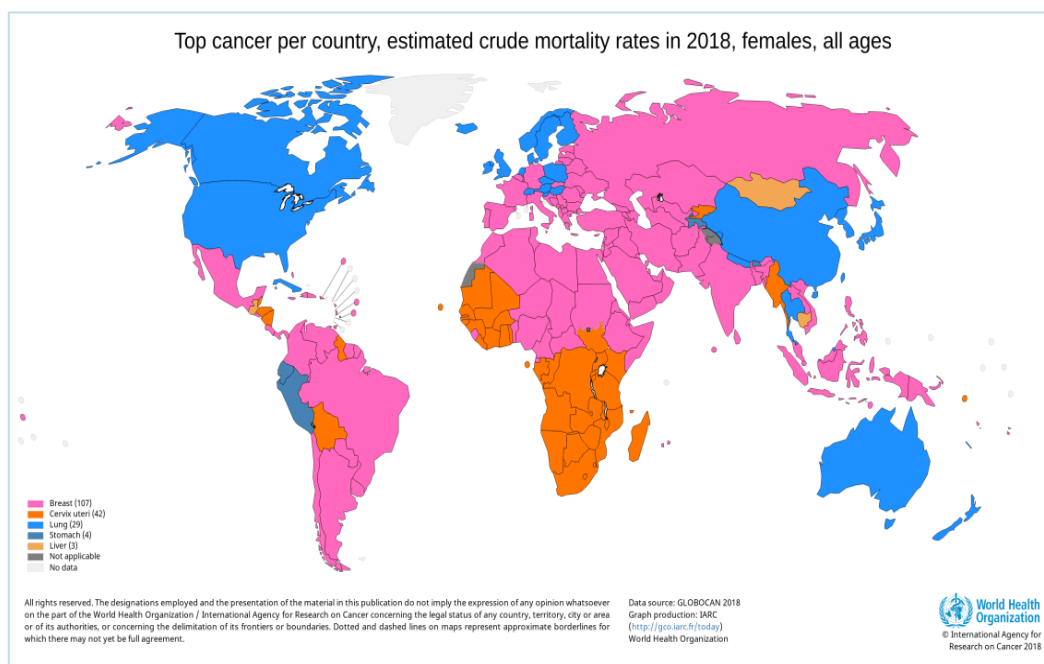 Top cancer per country, estimated crude mortality rates in 2018, females, all ages
Breast (107)
Cervix uteri (42)
Lung (29)
Stomach (4)
Liver (3)
Not applicable
No data
All rights reserved. The designations employed and the presentation of the material in this publication do not imply the expression of any opinion whatsoever
on the part of the World Health Organization / International Agency for Research on Cancer concerning the legal status of any country, territory, city or area
or of its authorities, or concerning the delimitation of its frontiers or boundaries. Dotted and dashed lines on maps represent approximate borderlines for
which there may not yet be full agreement.
Data source: GLOBOCAN 2018
Graph production: IARC
(http://gco.iarc.fr/today)
World Health Organization
World Health
Organization
© International Agency for
Research on Cancer 2018